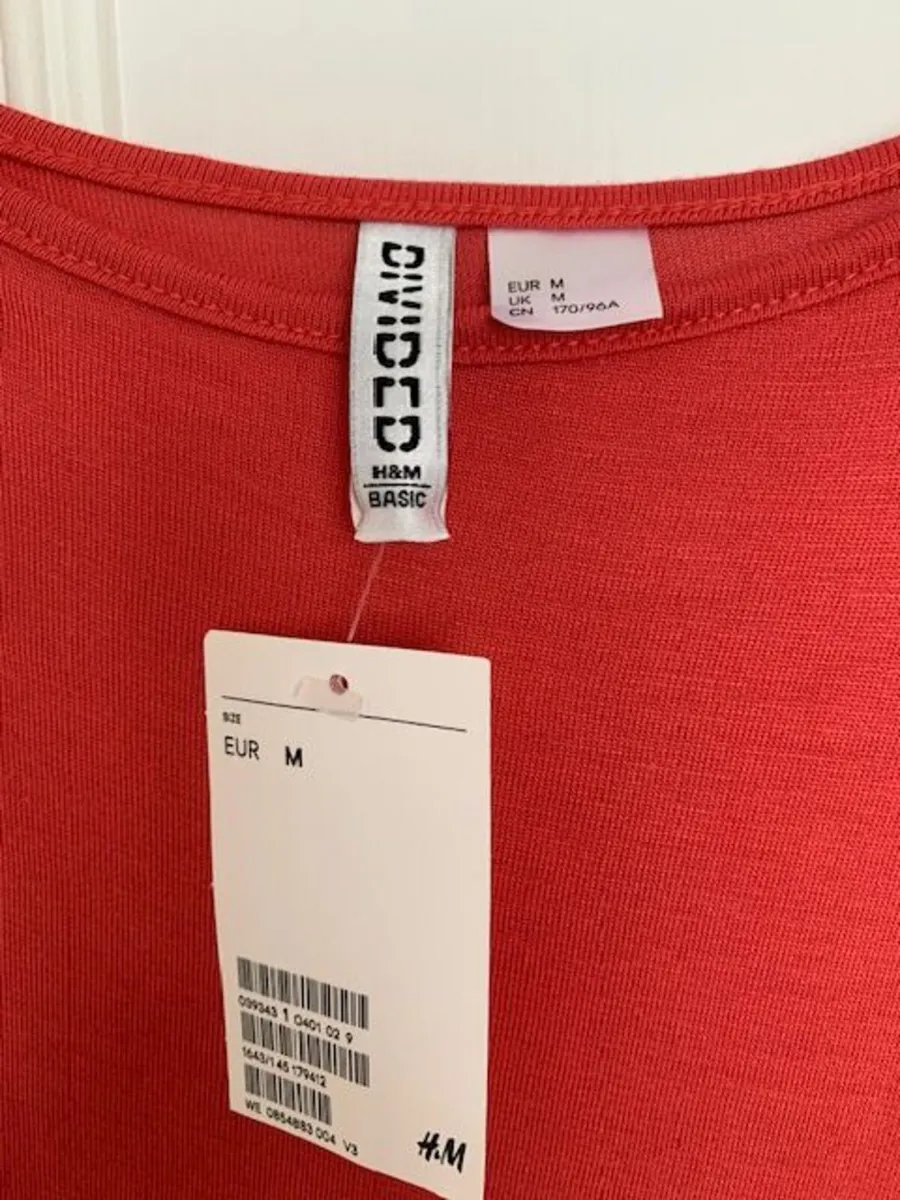 DIVIDED
H&M
BASIC
EUR M
UK M
CN 170/96A
SIZE
EUR M
039343 1 0401 02 9
1643/1 45 179412
WE 0854883 004 V3
H&M